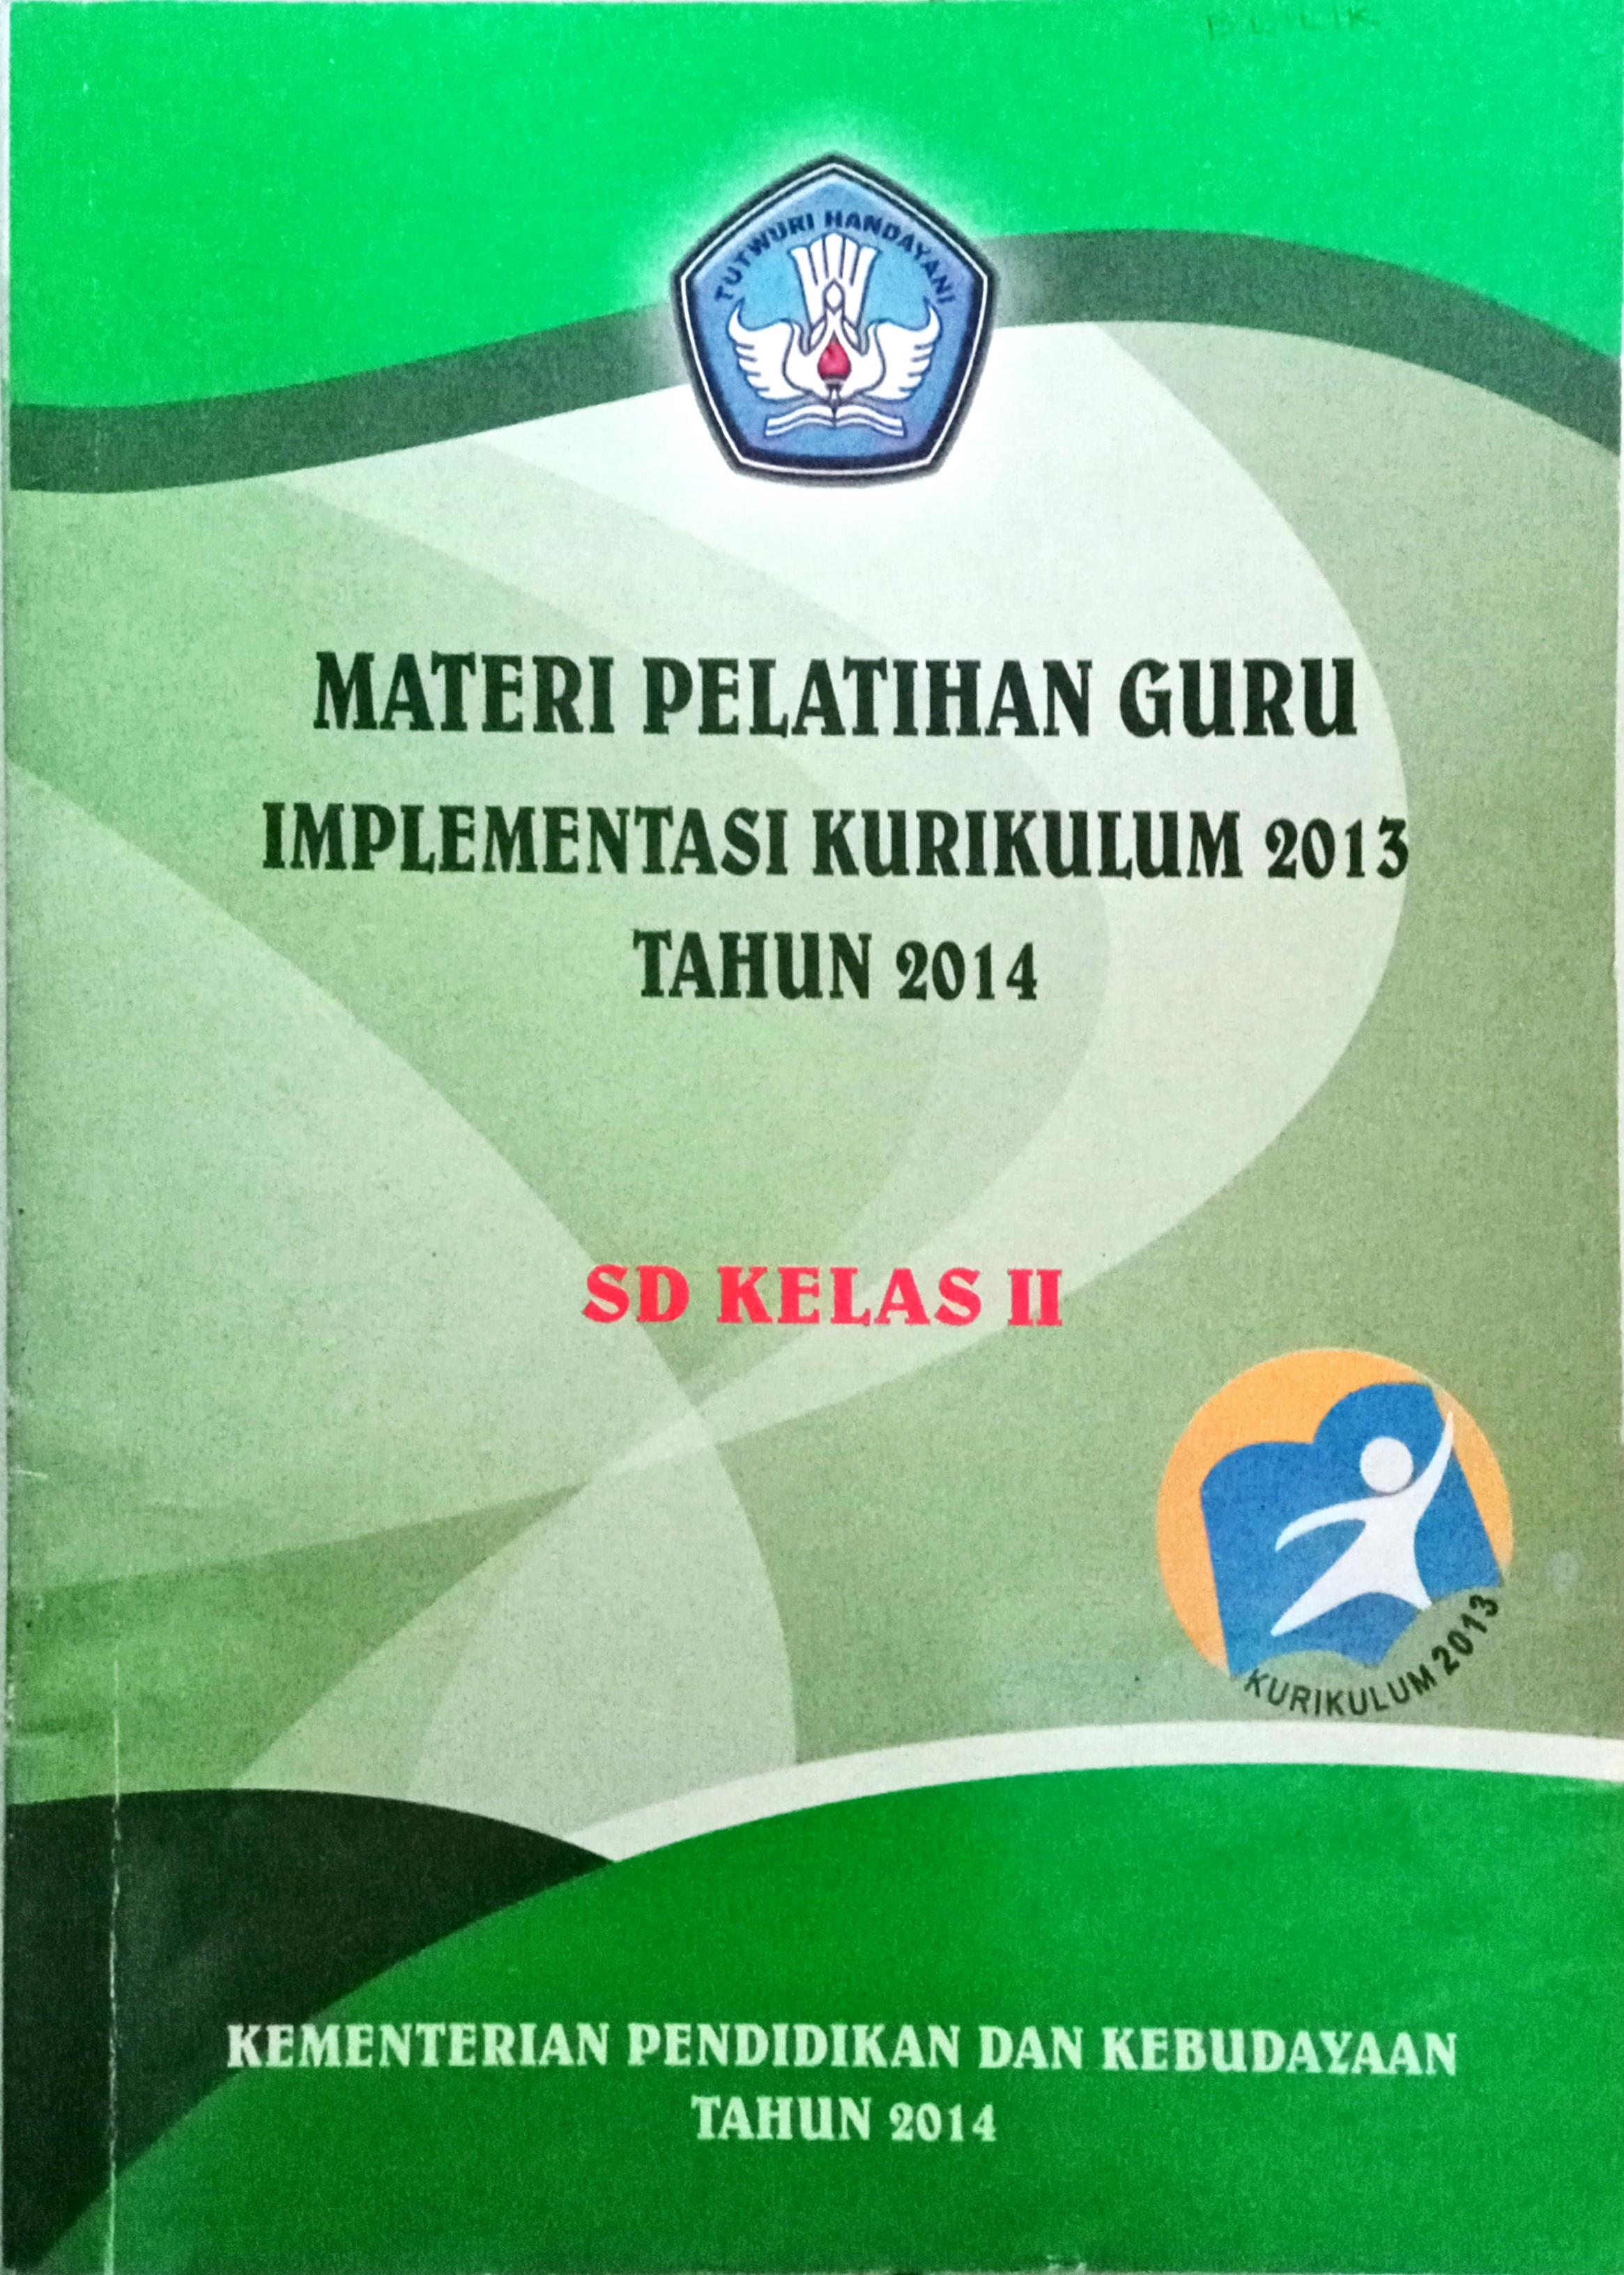 TUTWURI HANDAYANI
MATERI PELATIHAN GURU
IMPLEMENTASI KURIKULUM 2013
TAHUN 2014
SD KELAS II
KURIKULUM 2013
KEMENTERIAN PENDIDIKAN DAN KEBUDAYAAN
TAHUN 2014